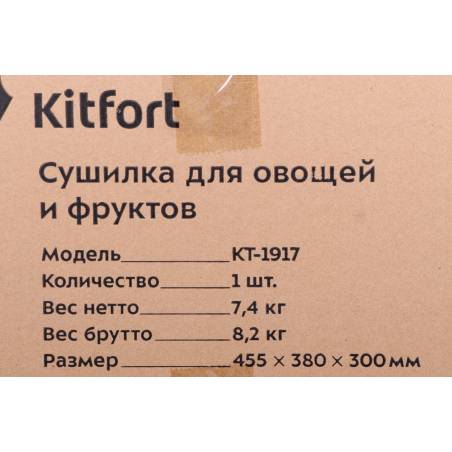 Kitfort
Сушилка для овощей
и фруктов
Модель КТ-1917
Количество 1 шт.
Вес нетто 7,4 кг
Вес брутто 8,2 кг
Размер 455 × 380 × 300 мм